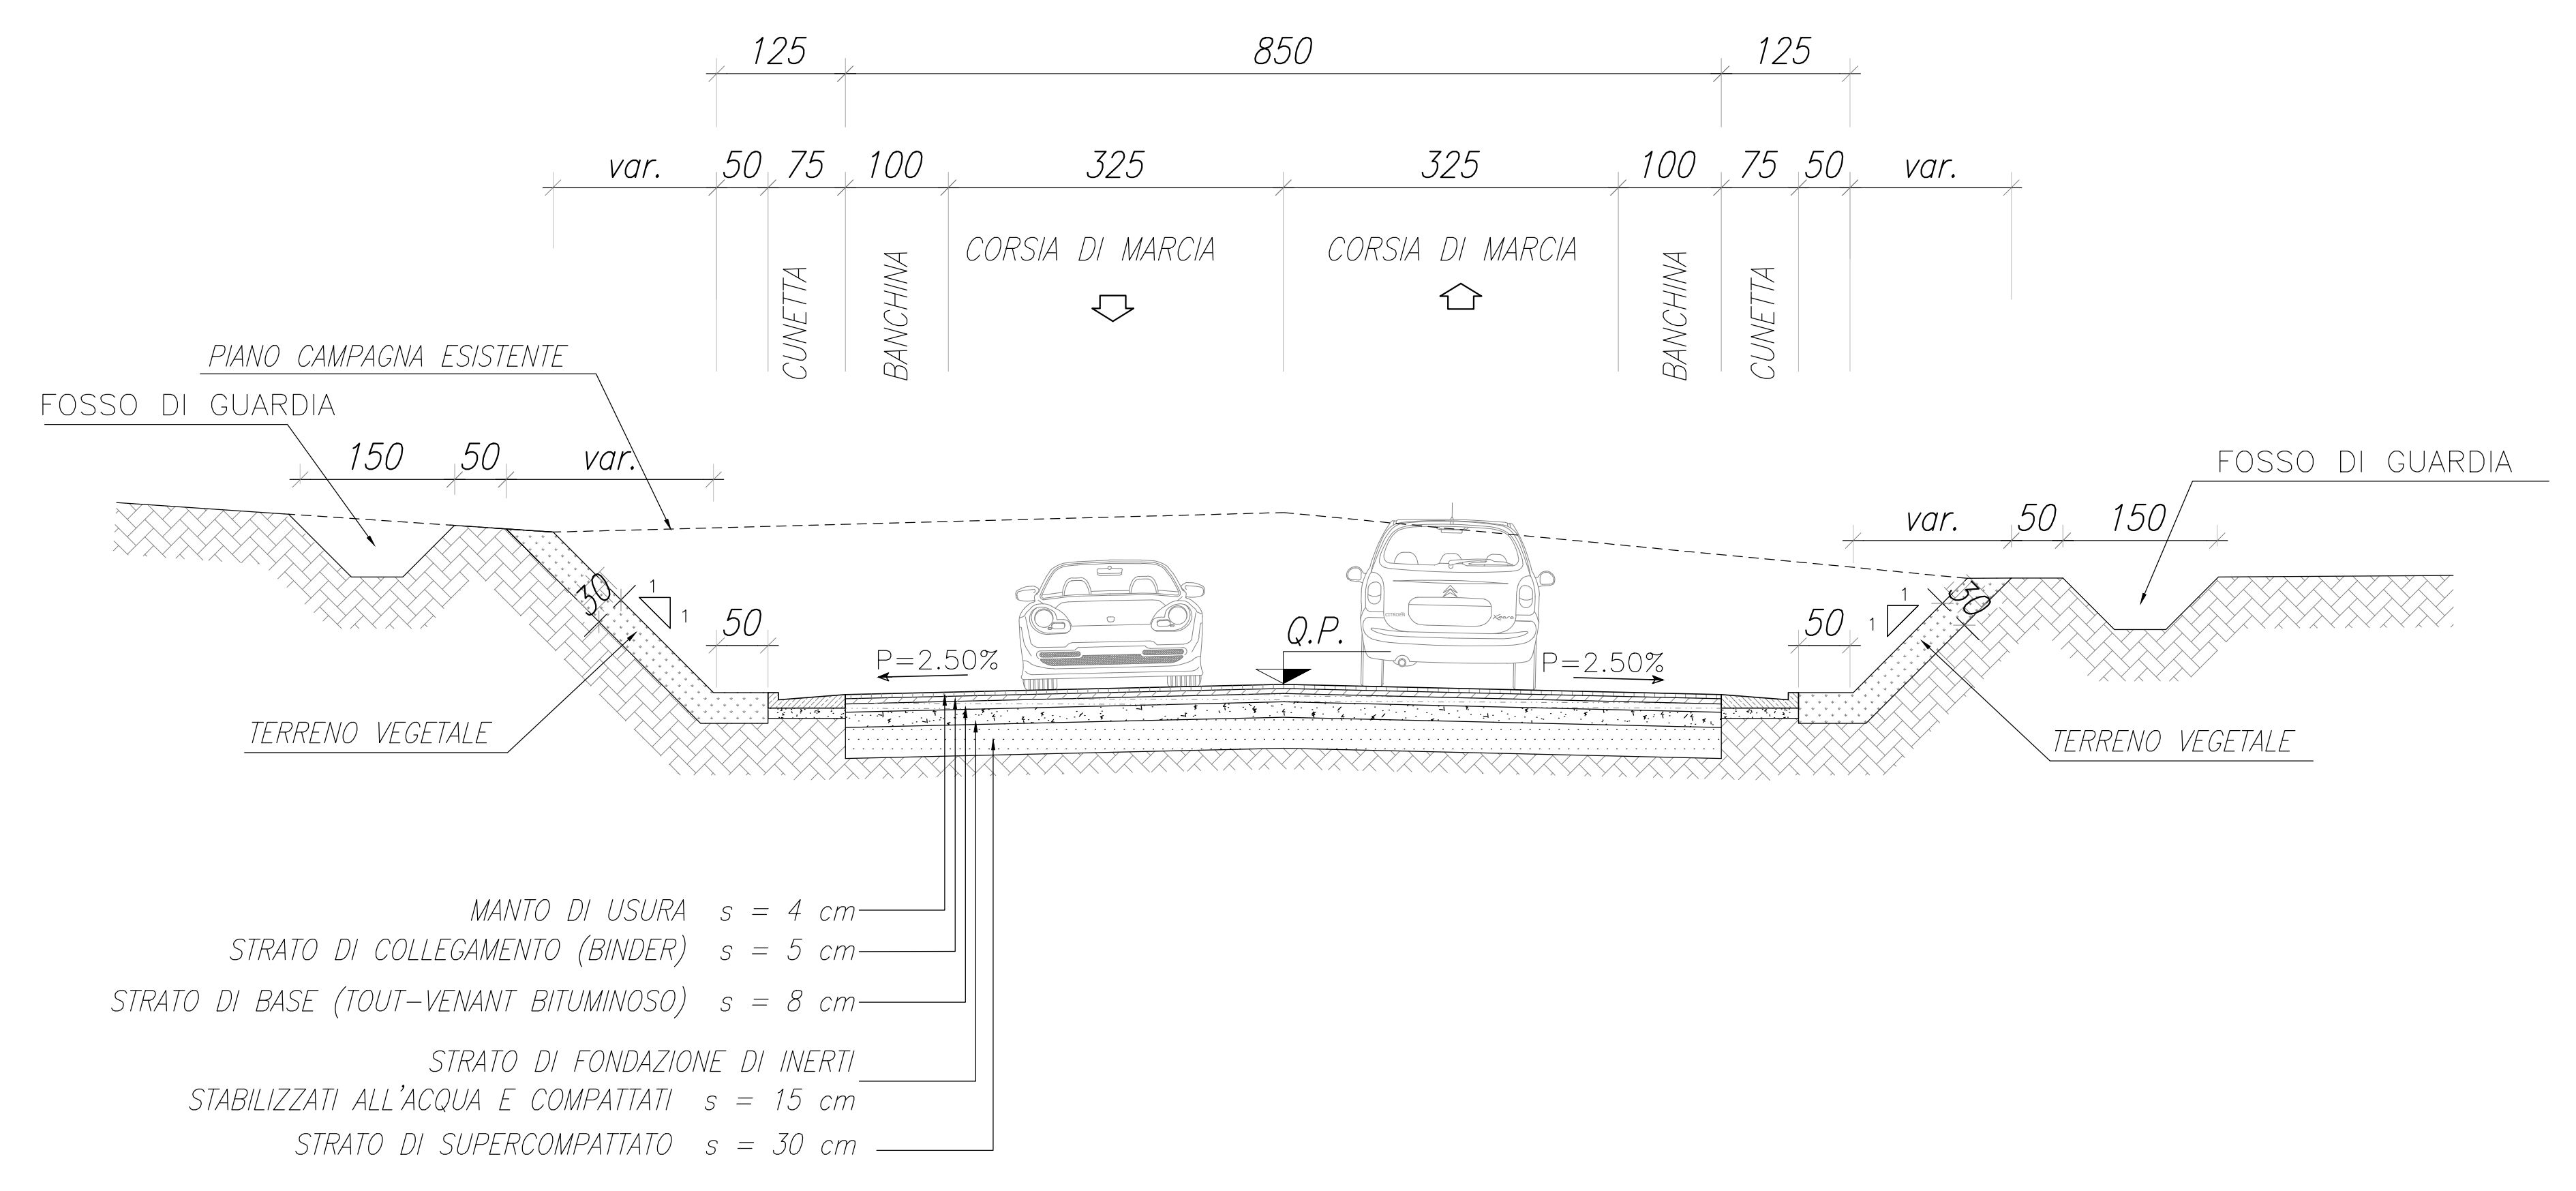 125 850 125
var. 50 75 100 325 325 100 75 50 var.
CORSIA DI MARCIA CORSIA DI MARCIA
CUNETTA BANCHINA BANCHINA CUNETTA
PIANO CAMPAGNA ESISTENTE
FOSSO DI GUARDIA
150 50 var.
FOSSO DI GUARDIA
var. 50 150
30 1
1
1
1 30
50 Q.P. 50
P=2.50% P=2.50%
CITROËN Xsara
TERRENO VEGETALE TERRENO VEGETALE
MANTO DI USURA s = 4 cm
STRATO DI COLLEGAMENTO (BINDER) s = 5 cm
STRATO DI BASE (TOUT-VENANT BITUMINOSO) s = 8 cm
STRATO DI FONDAZIONE DI INERTI
STABILIZZATI ALL'ACQUA E COMPATTATI s = 15 cm
STRATO DI SUPERCOMPATTATO s = 30 cm